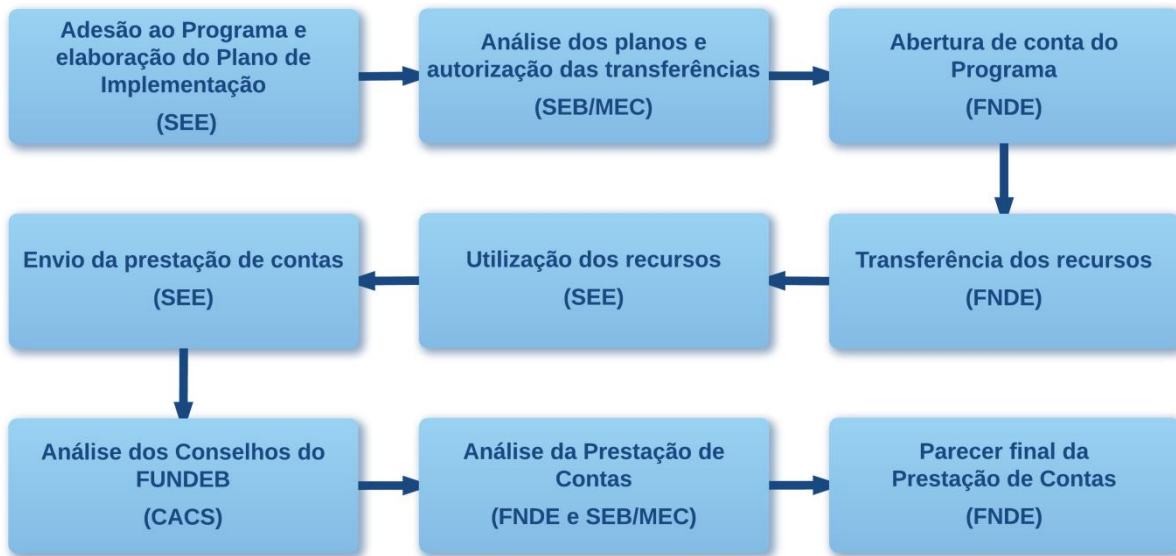 Adesão ao Programa e
elaboração do Plano de
Implementação
(SEE)
Análise dos planos e
autorização das transferências
(SEB/MEC)
Abertura de conta do
Programa
(FNDE)
Transferência dos recursos
(FNDE)
Utilização dos recursos
(SEE)
Envio da prestação de contas
(SEE)
Análise dos Conselhos do
FUNDEB
(CACS)
Análise da Prestação de
Contas
(FNDE e SEB/MEC)
Parecer final da
Prestação de Contas
(FNDE)